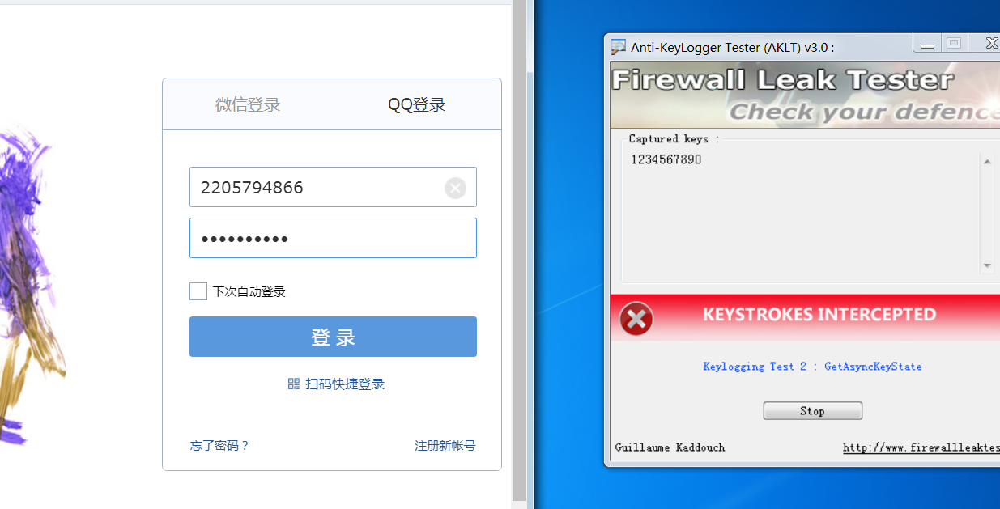 微信登录
QQ登录
2205794866
下次自动登录
登 录
扫码快捷登录
忘了密码？
注册新帐号
Anti-KeyLogger Tester (AKLT) v3.0 :
Firewall Leak Tester
Check your defenc
Captured keys :
1234567890
KEYSTROKES INTERCEPTED
Keylogging Test 2 : GetAsyncKeyState
Stop
Guillaume Kaddouch
http://www.firewallleaktes